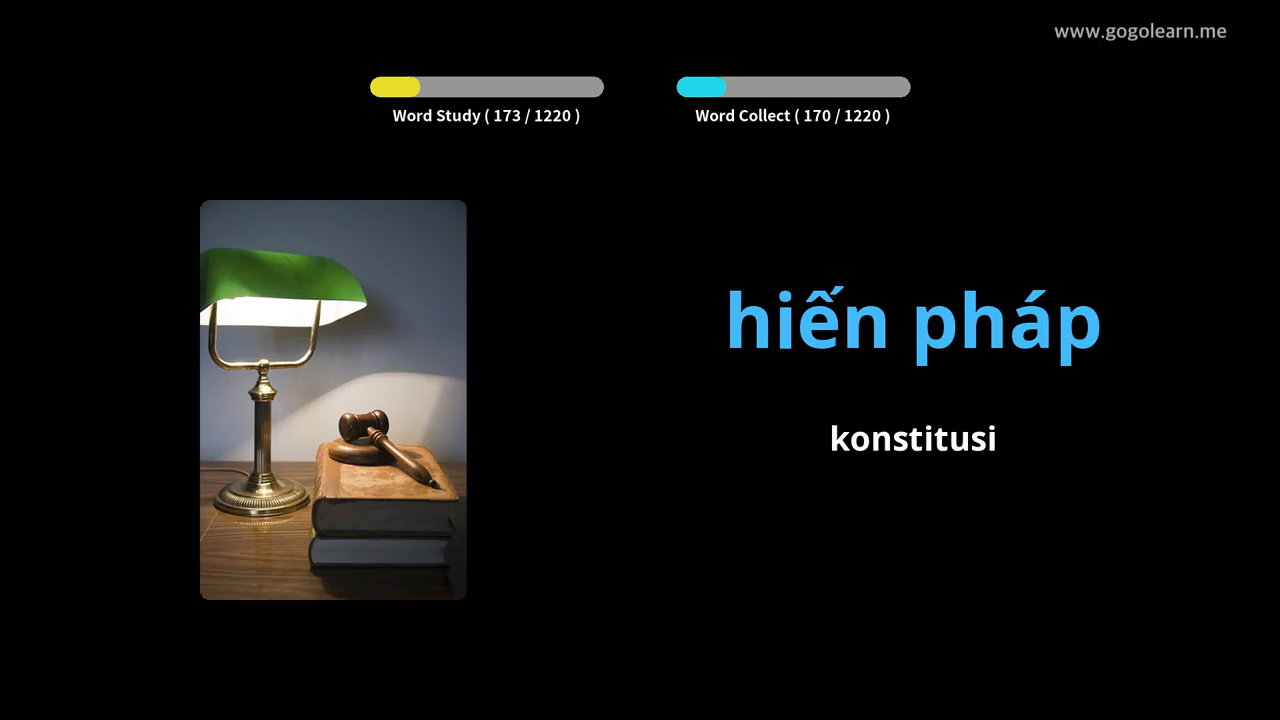 www.gogolearn.me
Word Study ( 173 / 1220 )
Word Collect ( 170 / 1220 )
hiến pháp
konstitusi